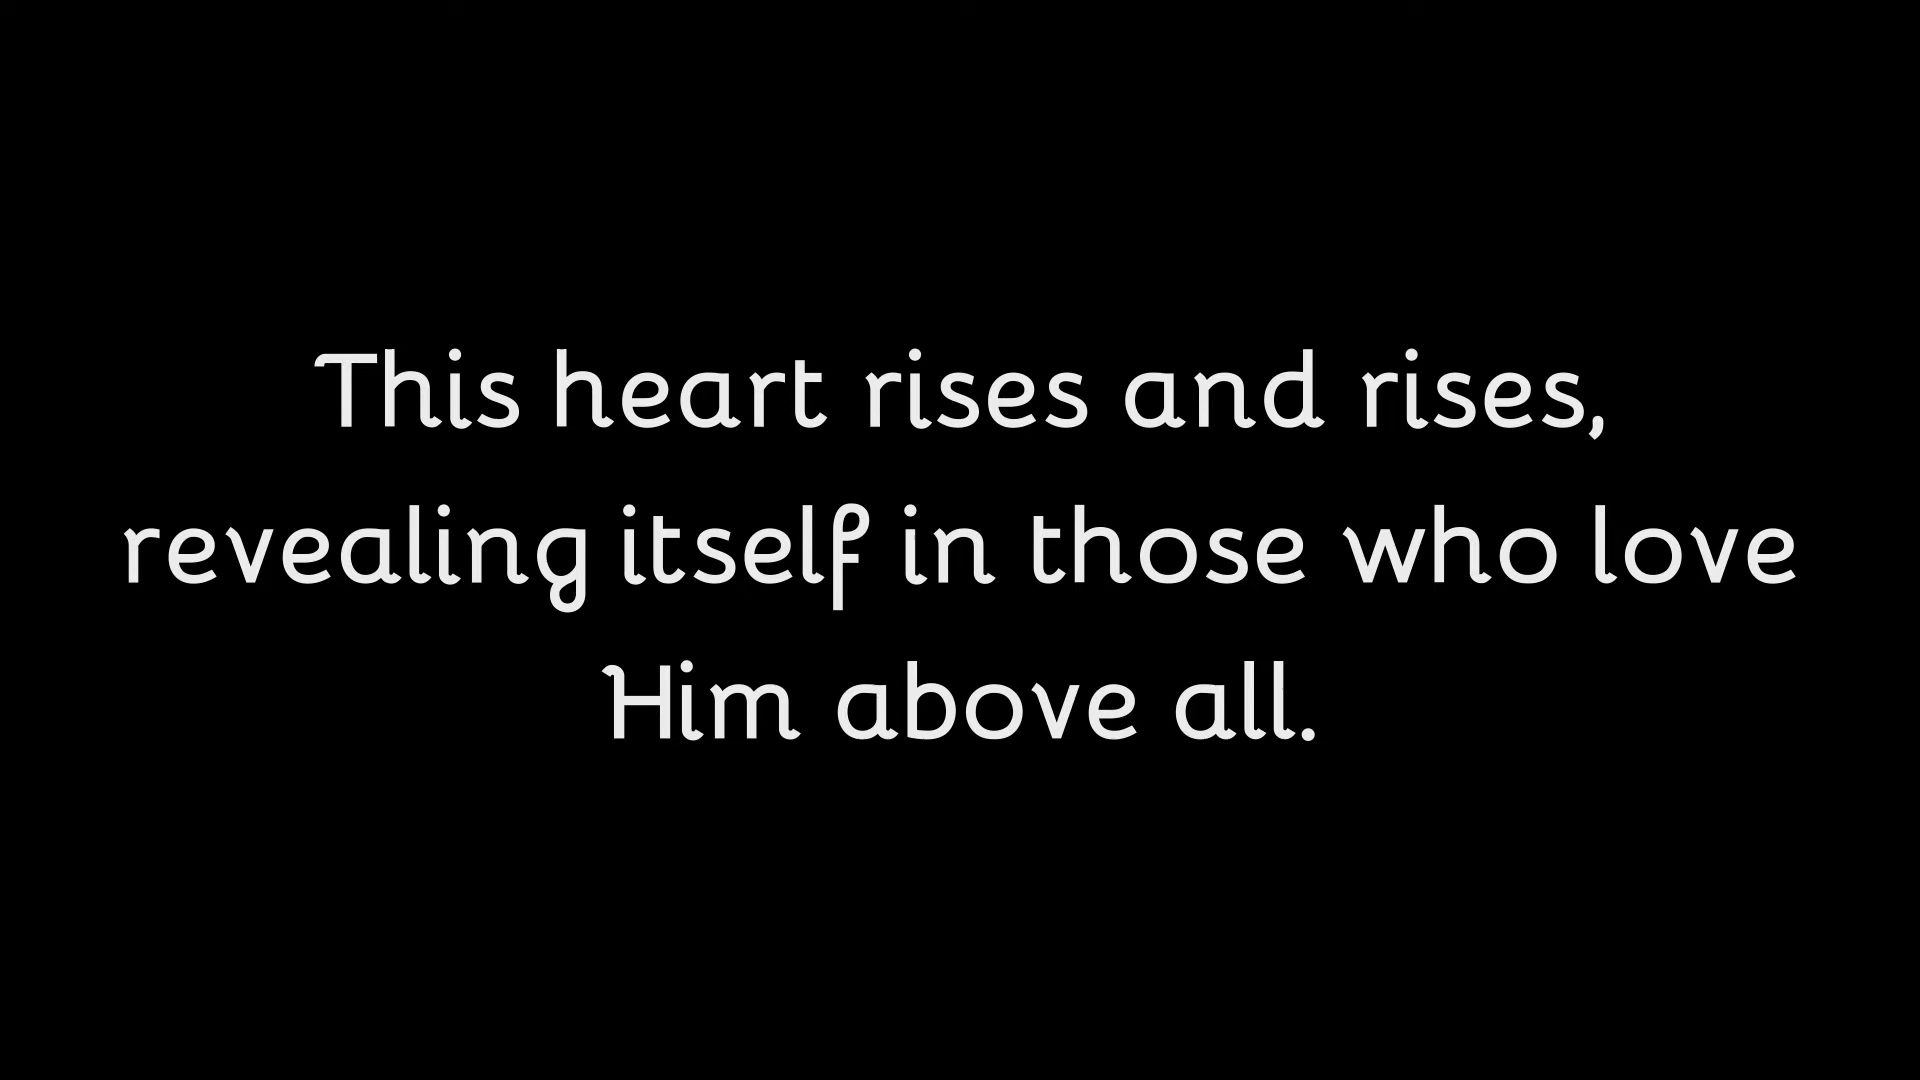 This heart rises and rises,
revealing itself in those who love
Him above all.